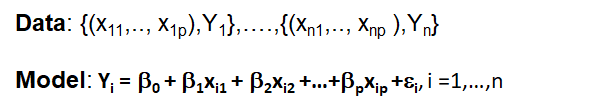 Data: {(x₁₁,.., x₁ₚ),Y₁},....,{(xₙ₁,.., xₙₚ ),Yₙ}
Model: Yᵢ = β₀ + β₁xᵢ₁ + β₂xᵢ₂ +...+βₚxᵢₚ +εᵢ, i =1,...,n